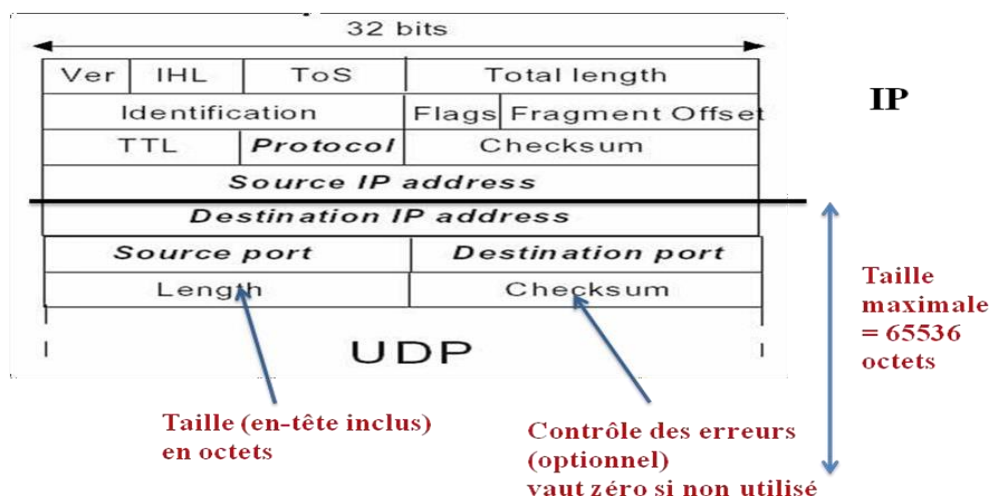 32 bits
Ver IHL ToS Total length
IP
Identification Flags Fragment Offset
TTL Protocol Checksum
Source IP address
Destination IP address
Source port Destination port
Length Checksum
UDP
Taille
maximale
= 65536
octets
Taille (en-tête inclus)
en octets
Contrôle des erreurs
(optionnel)
vaut zéro si non utilisé